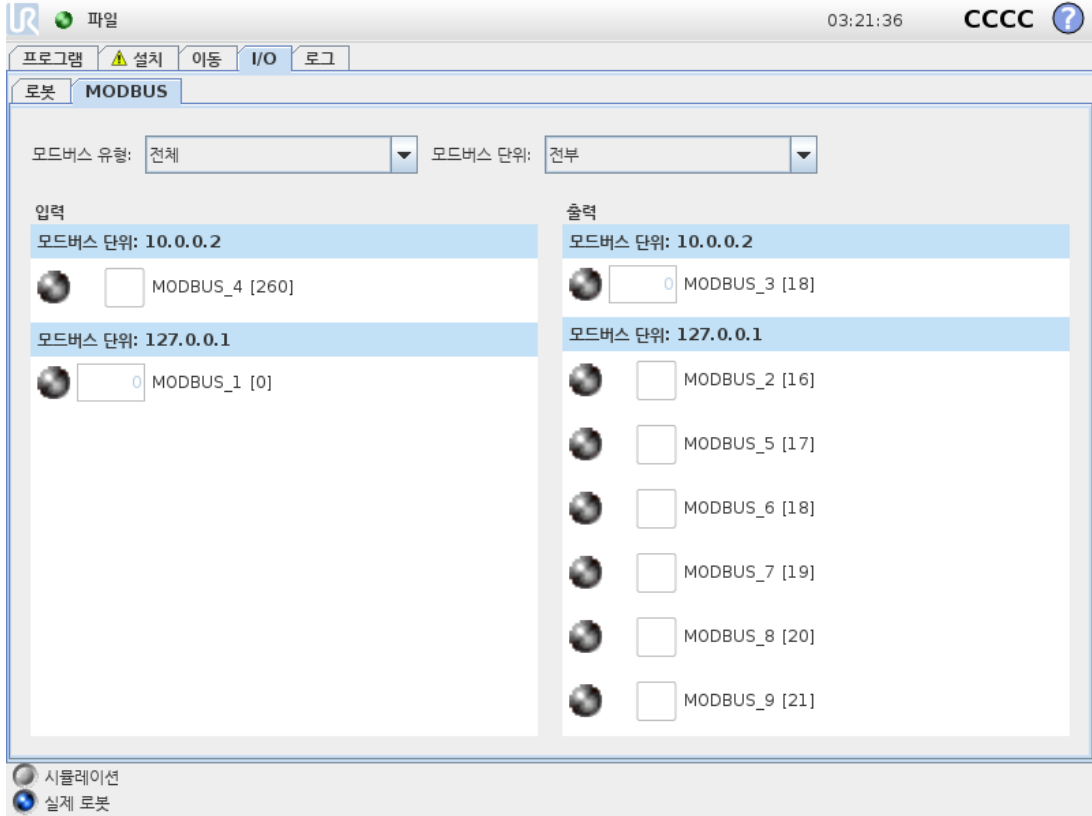 UR 파일 03:21:36 CCCC ?
프로그램 설치 이동 I/O 로그
로봇 MODBUS
모드버스 유형: 전체 모드버스 단위: 전부
입력
모드버스 단위: 10.0.0.2
MODBUS_4 [260]
모드버스 단위: 127.0.0.1
0 MODBUS_1 [0]
출력
모드버스 단위: 10.0.0.2
0 MODBUS_3 [18]
모드버스 단위: 127.0.0.1
MODBUS_2 [16]
MODBUS_5 [17]
MODBUS_6 [18]
MODBUS_7 [19]
MODBUS_8 [20]
MODBUS_9 [21]
시뮬레이션
실제 로봇